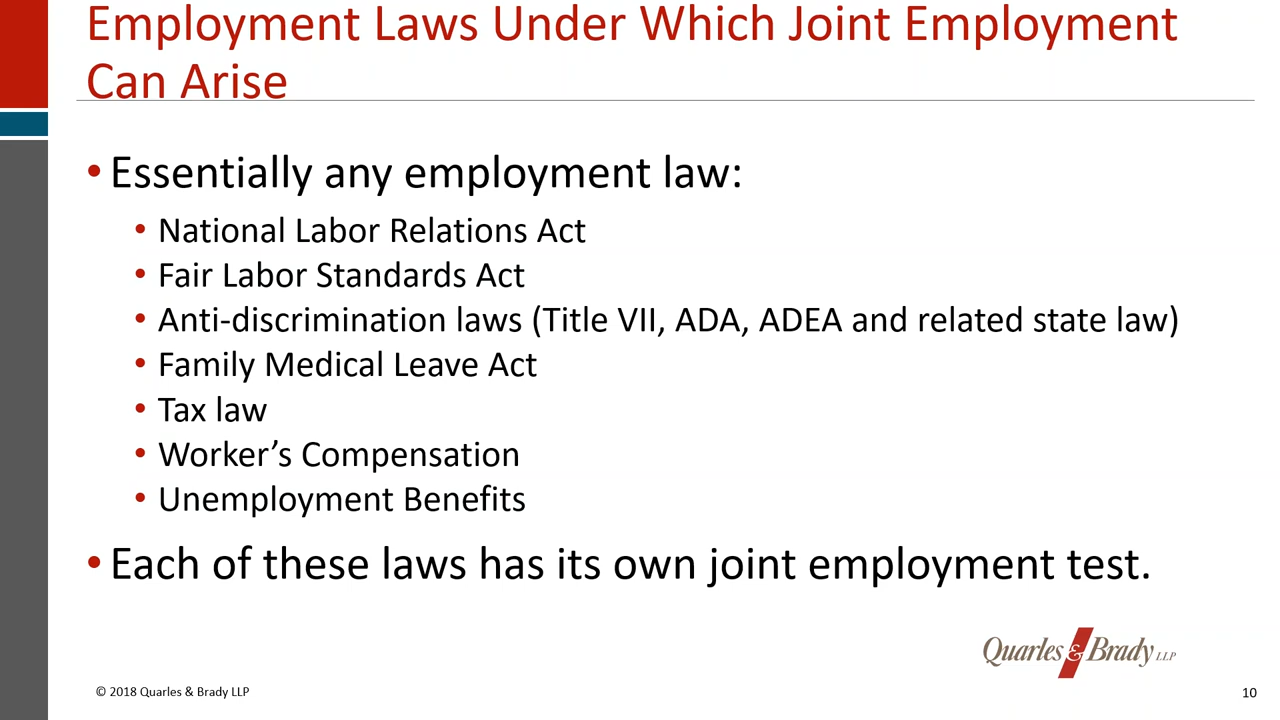 Employment Laws Under Which Joint Employment
Can Arise
• Essentially any employment law:
• National Labor Relations Act
• Fair Labor Standards Act
• Anti-discrimination laws (Title VII, ADA, ADEA and related state law)
• Family Medical Leave Act
• Tax law
• Worker’s Compensation
• Unemployment Benefits
• Each of these laws has its own joint employment test.
Quarles & Brady LLP
© 2018 Quarles & Brady LLP
10